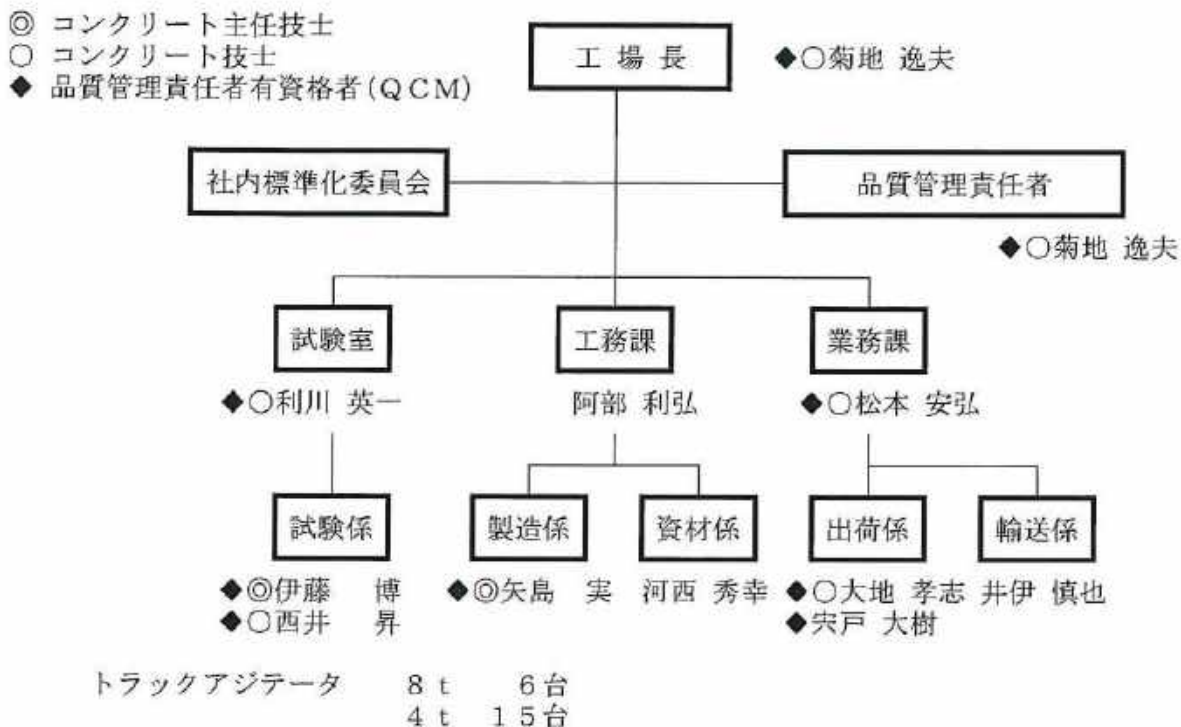 ◎ コンクリート主任技士
○ コンクリート技士
◆ 品質管理責任者有資格者(QCM)
工 場 長
◆○菊地 逸夫
社内標準化委員会
品質管理責任者
◆○菊地 逸夫
試験室
工務課
業務課
◆○利川 英一
阿部 利弘
◆○松本 安弘
試験係
製造係
資材係
出荷係
輸送係
◆◎伊藤 博
◆○西井 昇
◆◎矢島 実
河西 秀幸
◆○大地 孝志
◆宍戸 大樹
井伊 慎也
トラックアジテータ 8t 6台
4t 15台